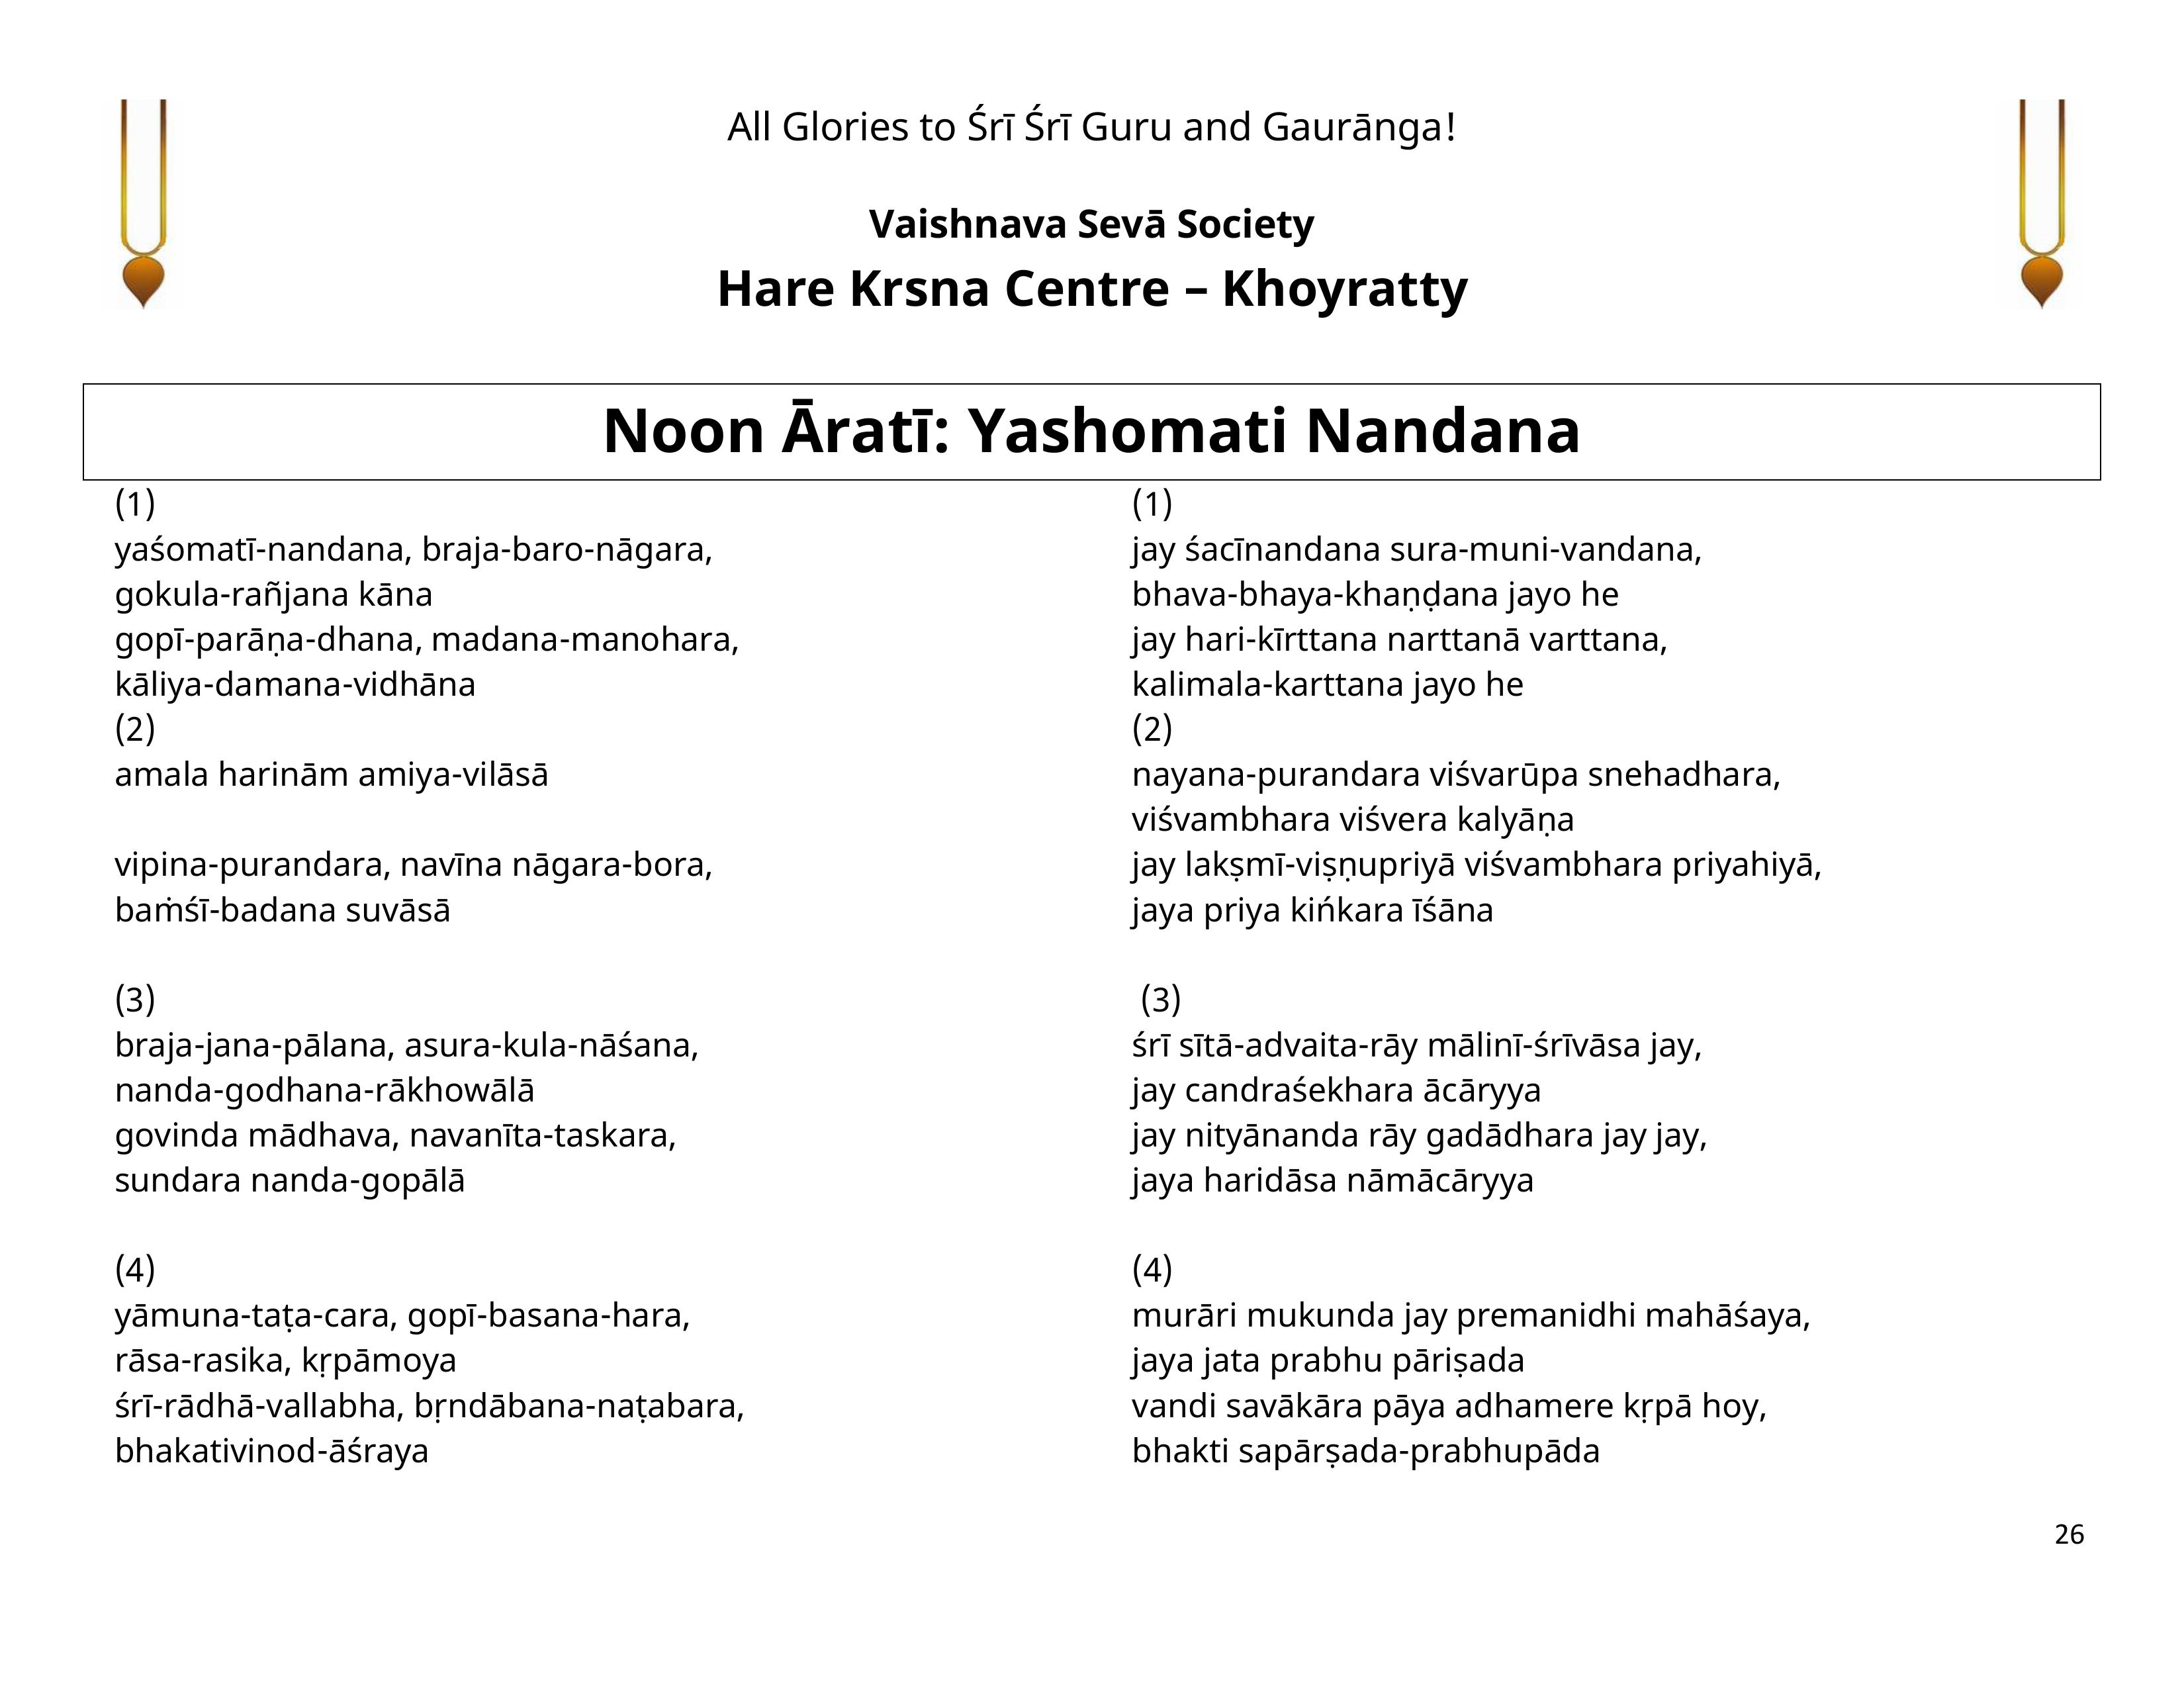 All Glories to Śrī Śrī Guru and Gaurānga!
Vaishnava Sevā Society
Hare Krsna Centre – Khoyratty
Noon Āratī: Yashomati Nandana
(1)
yaśomatī-nandana, braja-baro-nāgara,
gokula-rañjana kāna
gopī-parāṇa-dhana, madana-manohara,
kāliya-damana-vidhāna
(2)
amala harinām amiya-vilāsā
vipina-purandara, navīna nāgara-bora,
baṁśī-badana suvāsā
(3)
braja-jana-pālana, asura-kula-nāśana,
nanda-godhana-rākhowālā
govinda mādhava, navanīta-taskara,
sundara nanda-gopālā
(4)
yāmuna-taṭa-cara, gopī-basana-hara,
rāsa-rasika, kṛpāmoya
śrī-rādhā-vallabha, bṛndābana-naṭabara,
bhakativinod-āśraya
(1)
jay śacīnandana sura-muni-vandana,
bhava-bhaya-khaṇḍana jayo he
jay hari-kīrttana narttanā varttana,
kalimala-karttana jayo he
(2)
nayana-purandara viśvarūpa snehadhara,
viśvambhara viśvera kalyāṇa
jay lakṣmī-viṣṇupriyā viśvambhara priyahiyā,
jaya priya kińkara īśāna
(3)
śrī sītā-advaita-rāy mālinī-śrīvāsa jay,
jay candraśekhara ācāryya
jay nityānanda rāy gadādhara jay jay,
jaya haridāsa nāmācāryya
(4)
murāri mukunda jay premanidhi mahāśaya,
jaya jata prabhu pāriṣada
vandi savākāra pāya adhamere kṛpā hoy,
bhakti sapārṣada-prabhupāda
26